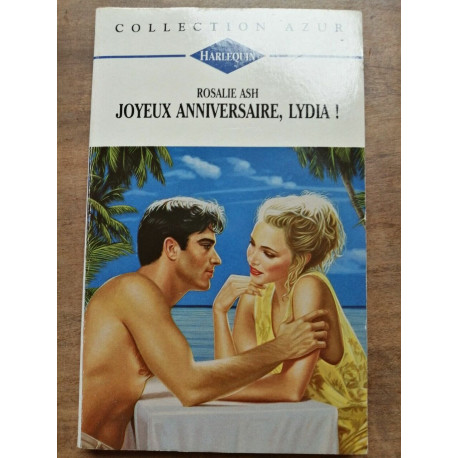 COLLECTION AZUR
HARLEQUIN
ROSALIE ASH
JOYEUX ANNIVERSAIRE, LYDIA !